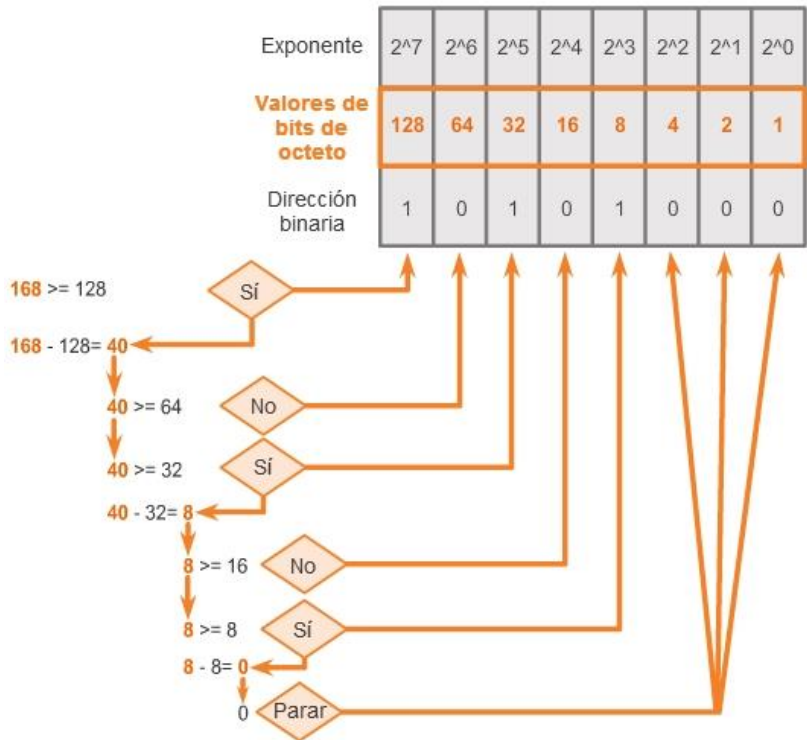 Exponente 2^7 2^6 2^5 2^4 2^3 2^2 2^1 2^0
Valores de
bits de
octeto
128 64 32 16 8 4 2 1
Dirección
binaria
1 0 1 0 1 0 0 0
168 >= 128 Sí
168 - 128= 40
40 >= 64 No
40 >= 32 Sí
40 - 32= 8
8 >= 16 No
8 >= 8 Sí
8 - 8= 0
0 Parar